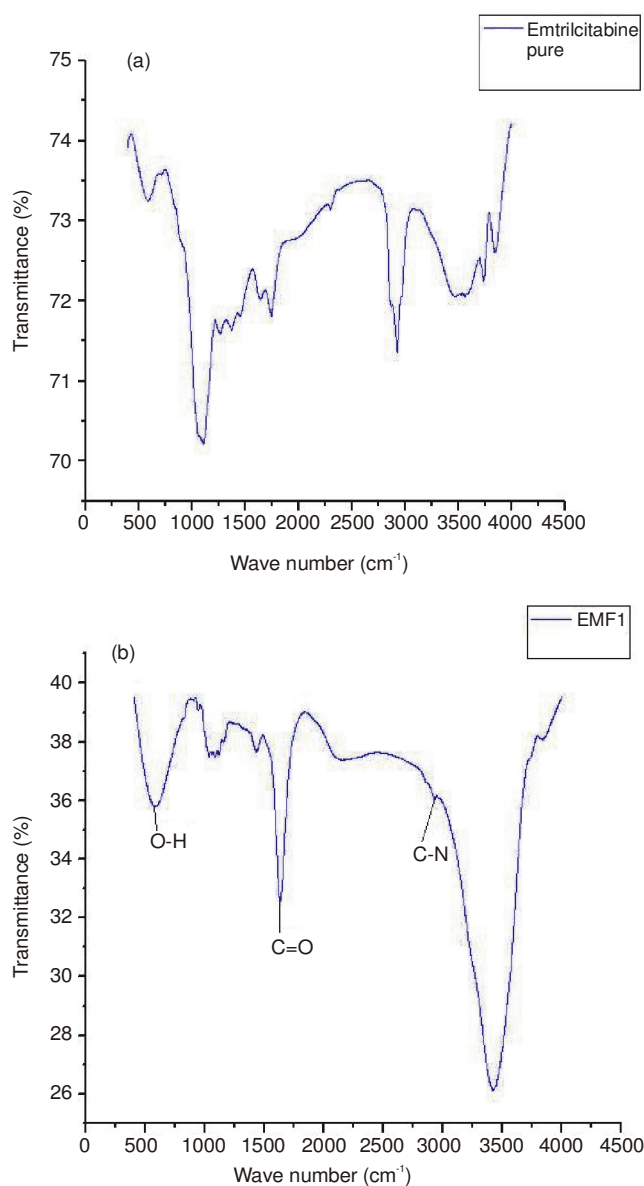 Emtrilcitabine
pure
(a)
75
74
73
72
71
70
Transmittance (%)
0 500 1000 1500 2000 2500 3000 3500 4000 4500
Wave number (cm⁻¹)
EMF1
(b)
40
38
36
34
32
30
28
26
Transmittance (%)
O-H
C=O
C-N
0 500 1000 1500 2000 2500 3000 3500 4000 4500
Wave number (cm⁻¹)